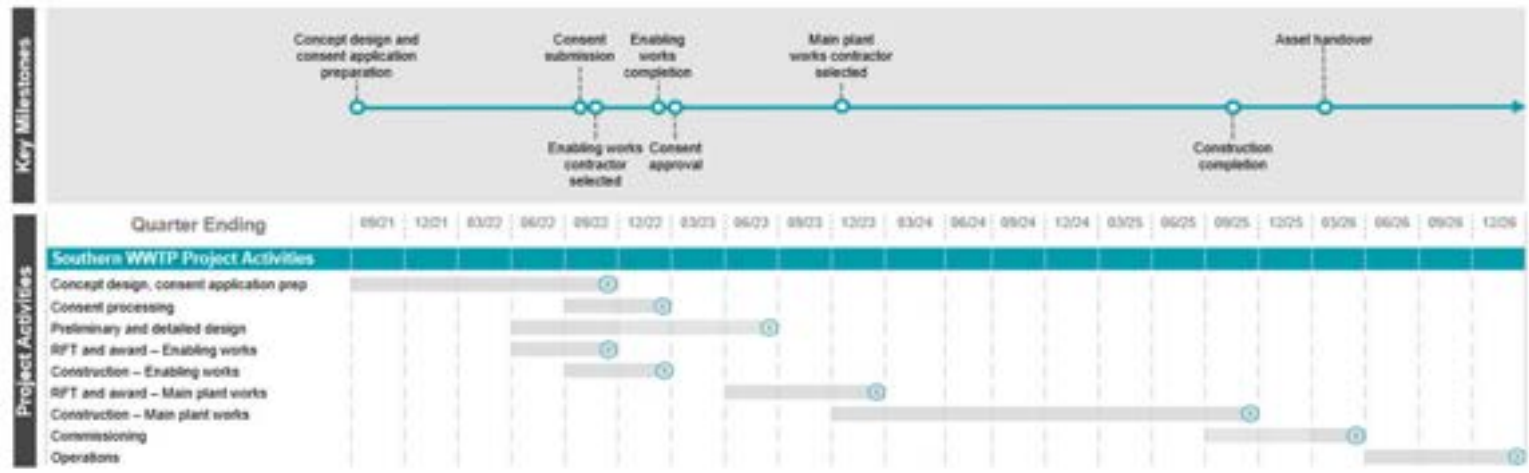 Key Milestones
Concept design and
consent application
preparation
Consent
submission
Enabling
works
completion
Main plant
works contractor
selected
Asset handover
Enabling works
contractor
selected
Consent
approval
Construction
completion
Project Activities
Quarter Ending
09/21 12/21 03/22 06/22 09/22 12/22 03/23 06/23 09/23 12/23 03/24 06/24 09/24 12/24 03/25 06/25 09/25 12/25 03/26 06/26 09/26 12/26
Southern WWTP Project Activities
Concept design, consent application prep
Consent processing
Preliminary and detailed design
RFT and award – Enabling works
Construction – Enabling works
RFT and award – Main plant works
Construction – Main plant works
Commissioning
Operations